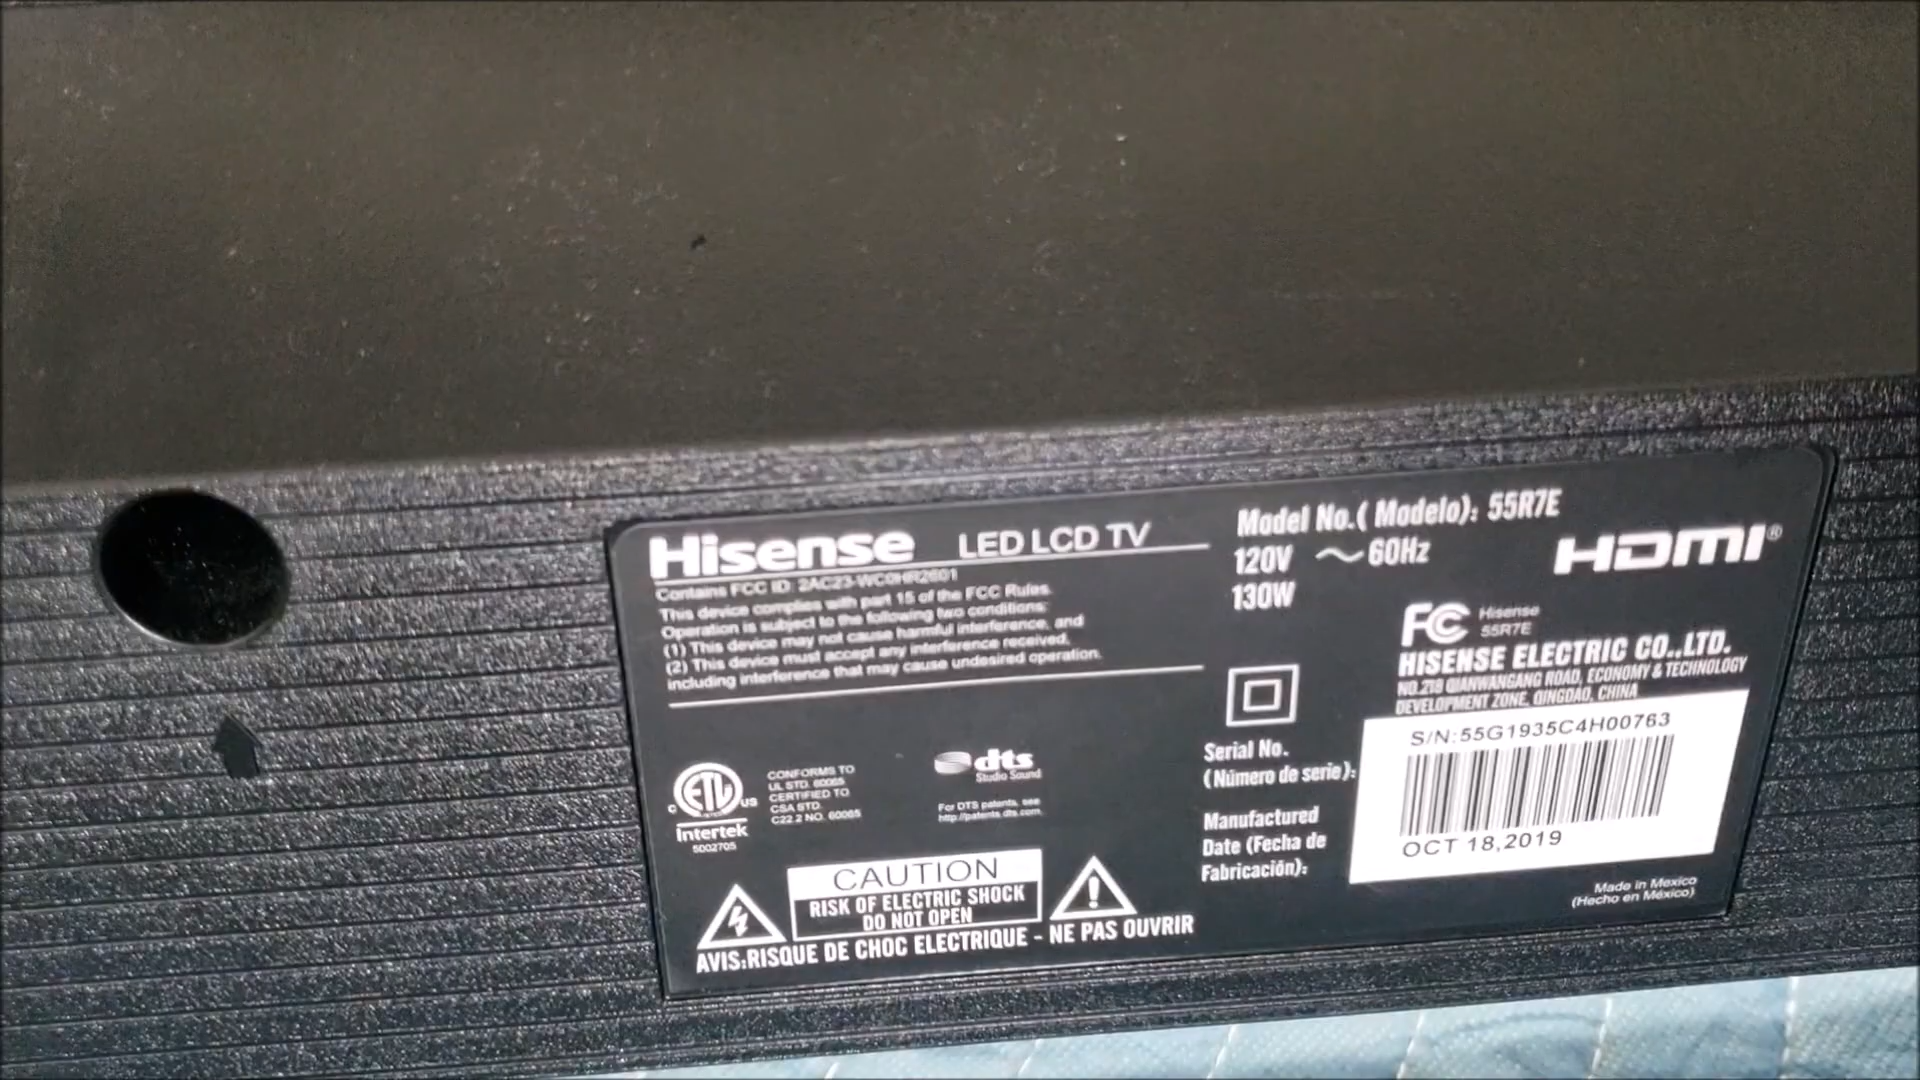 Hisense LED LCD TV
Contains FCC ID: 2AC23-WC0HR2601
This device complies with part 15 of the FCC Rules.
Operation is subject to the following two conditions:
(1) This device may not cause harmful interference, and
(2) This device must accept any interference received,
including interference that may cause undesired operation.
Model No.( Modelo): 55R7E
120V ~ 60Hz
130W
HDMI®
FC Hisense
55R7E
HISENSE ELECTRIC CO.,LTD.
NO.218 QIANWANGANG ROAD, ECONOMY & TECHNOLOGY
DEVELOPMENT ZONE, QINGDAO, CHINA
Serial No.
(Número de serie):
S/N:55G1935C4H00763
Manufactured
Date (Fecha de
Fabricación):
OCT 18,2019
Made in Mexico
(Hecho en México)
C ETL US
Intertek
5002705
CONFORMS TO
UL STD. 60065
CERTIFIED TO
CSA STD.
C22.2 NO. 60065
dts
Studio Sound
For DTS patents, see
http://patents.dts.com.
CAUTION
RISK OF ELECTRIC SHOCK
DO NOT OPEN
AVIS:RISQUE DE CHOC ELECTRIQUE - NE PAS OUVRIR